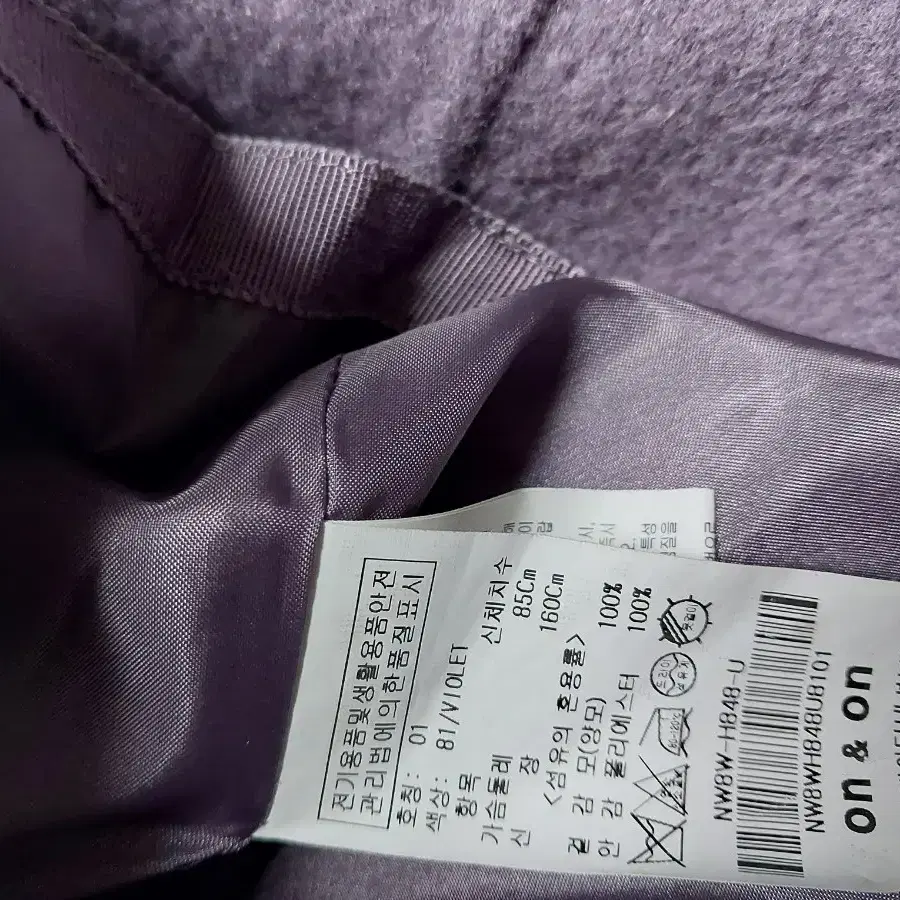 전기용품및생활용품안전
관리법에의한품질표시
호칭: 01
색상: 81/VIOLET
항목 신체치수
가슴둘레 85Cm
신 장 160Cm
<섬유의 혼용률>
겉 감 모(양모) 100%
안 감 폴리에스터 100%
드라이
NW8W-H848-U
NW8WH848U8101
on & on